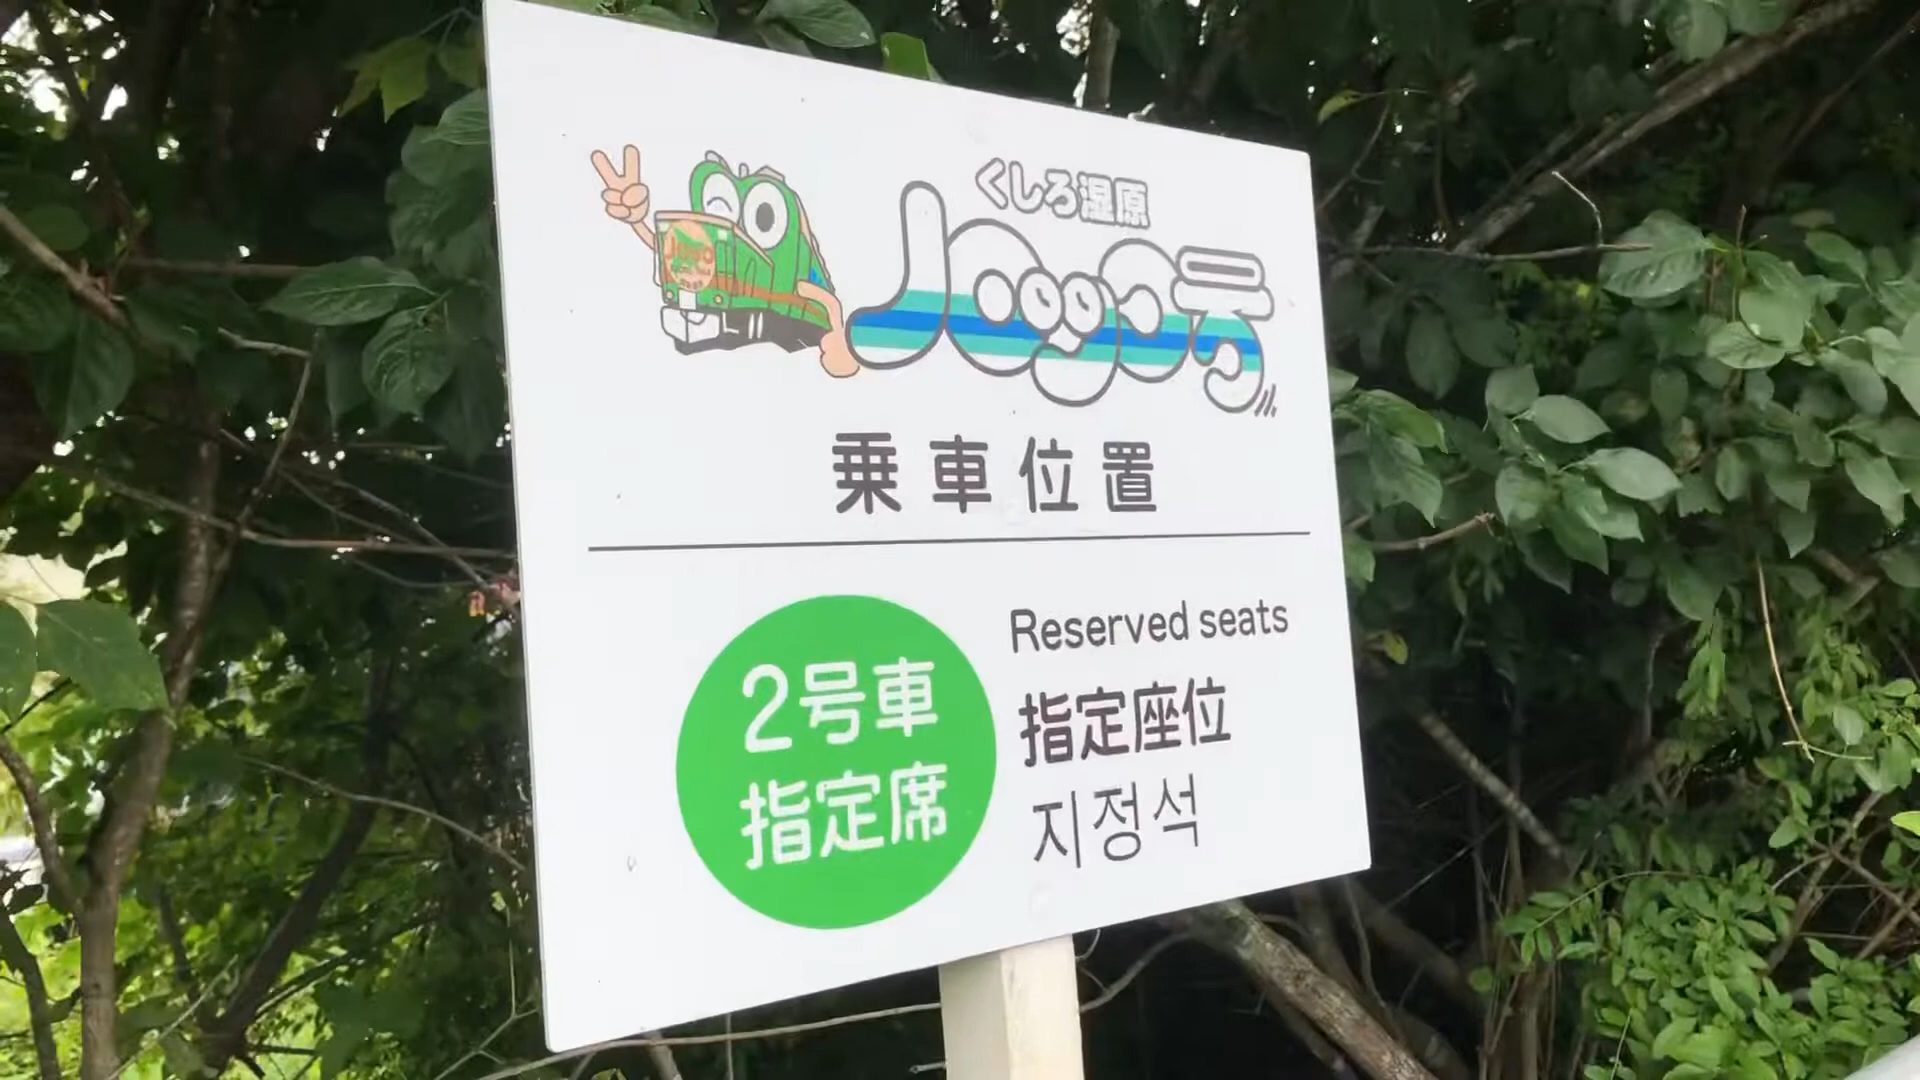 くしろ湿原
ノロッコ号
乗車位置
2号車
指定席
Reserved seats
指定座位
지정석